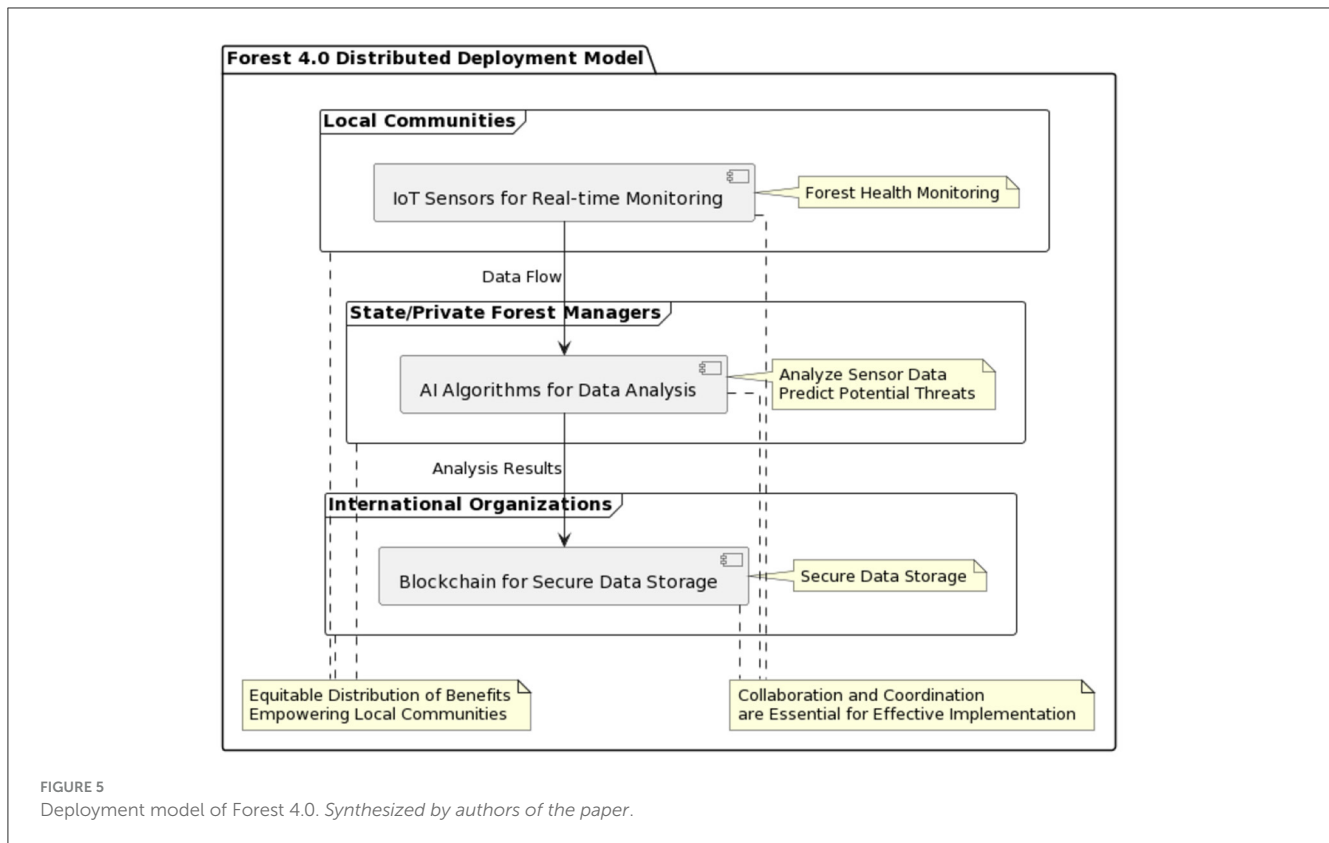 Forest 4.0 Distributed Deployment Model
Local Communities
IoT Sensors for Real-time Monitoring
Forest Health Monitoring
Data Flow
State/Private Forest Managers
AI Algorithms for Data Analysis
Analyze Sensor Data
Predict Potential Threats
Analysis Results
International Organizations
Blockchain for Secure Data Storage
Secure Data Storage
Equitable Distribution of Benefits
Empowering Local Communities
Collaboration and Coordination
are Essential for Effective Implementation
FIGURE 5
Deployment model of Forest 4.0. Synthesized by authors of the paper.